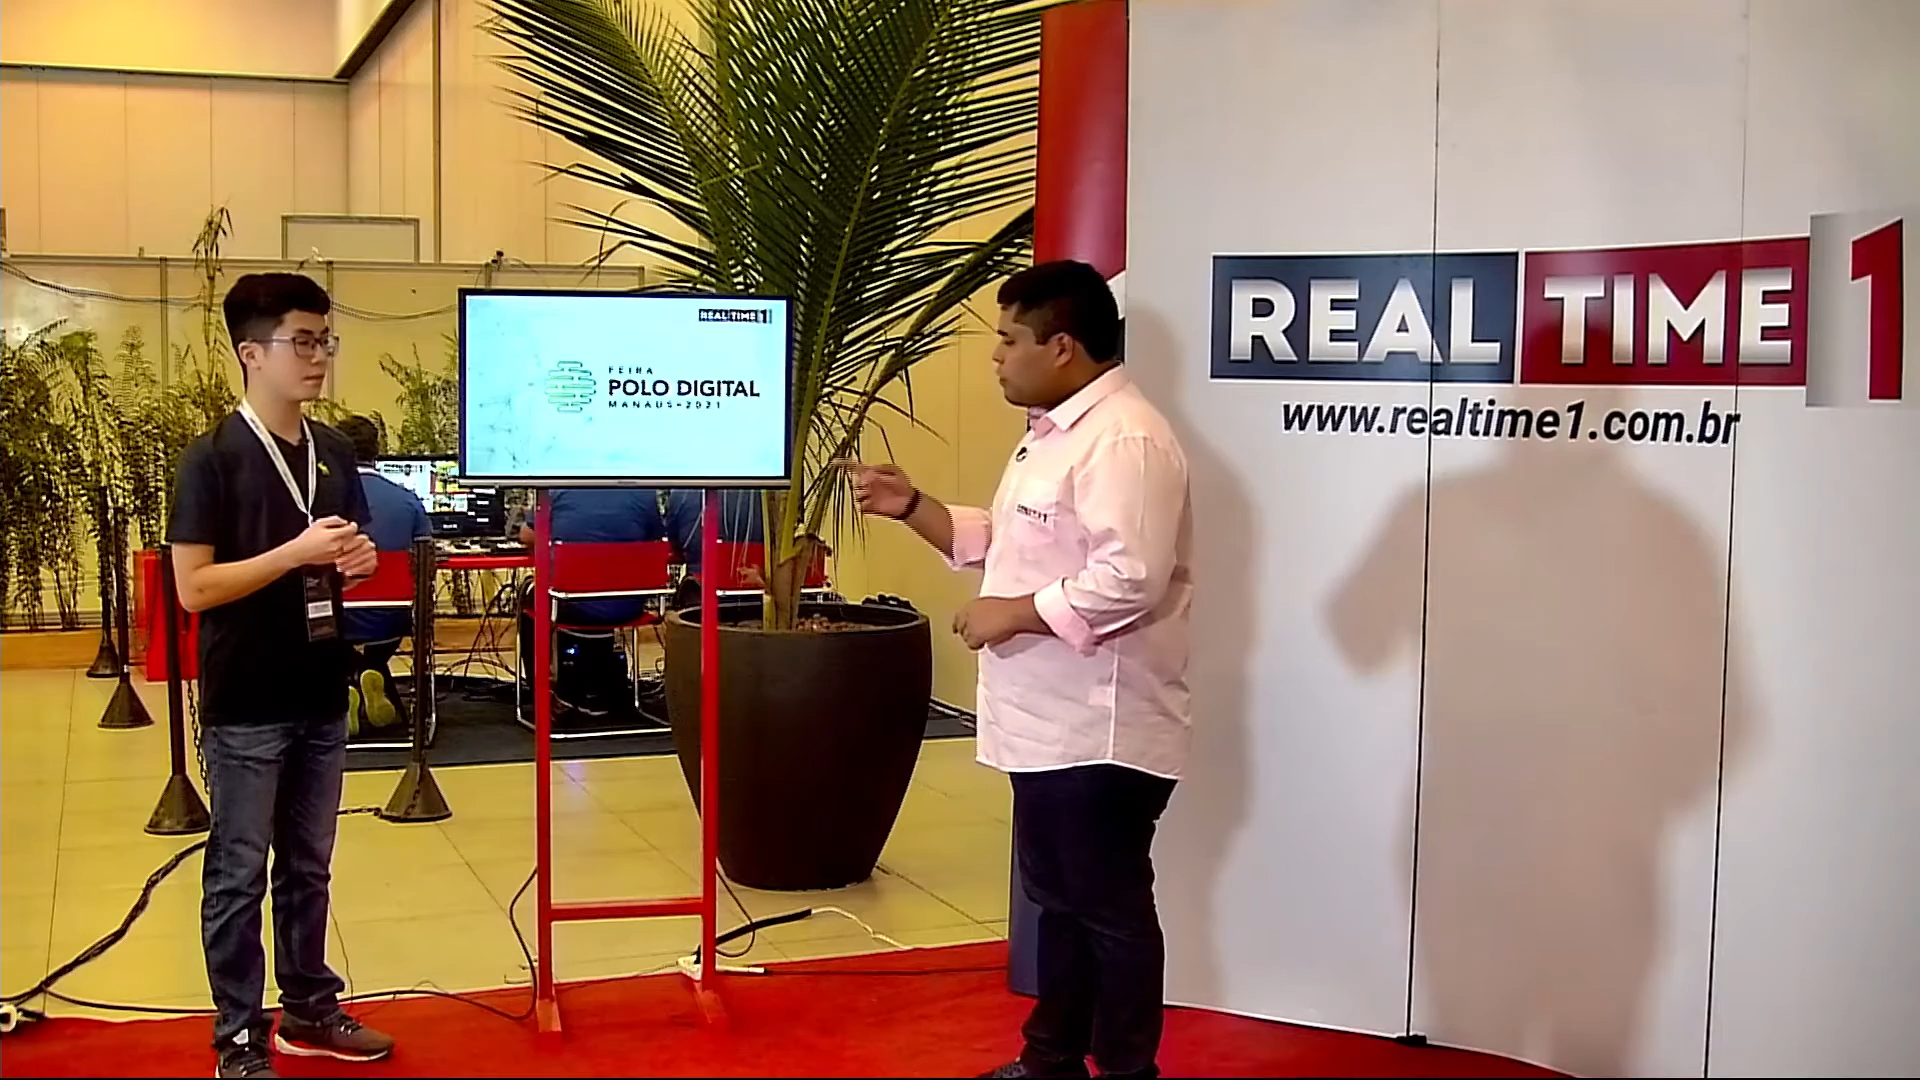 REAL TIME 1
FEIRA
POLO DIGITAL
MANAUS-2021
REAL TIME 1
www.realtime1.com.br